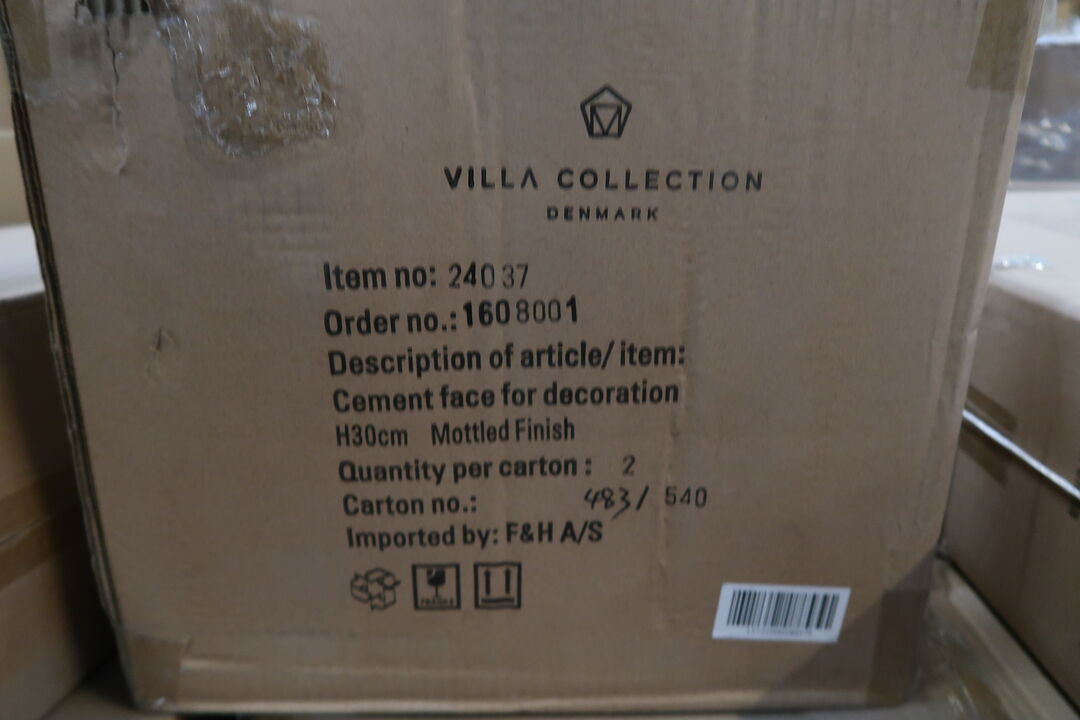 VILLA COLLECTION
DENMARK
Item no: 24037
Order no.:1608001
Description of article/ item:
Cement face for decoration
H30cm Mottled Finish
Quantity per carton : 2
Carton no.: 483/ 540
Imported by: F&H A/S
FRAGILE